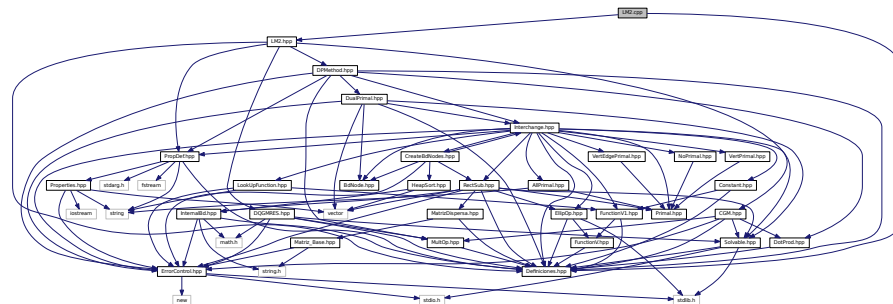 LM2.cpp
LM2.hpp
DPMethod.hpp
DualPrimal.hpp
Interchange.hpp
PropDef.hpp
CreateBdNodes.hpp
VertEdgePrimal.hpp
NoPrimal.hpp
VertPrimal.hpp
Properties.hpp
stdarg.h
fstream
LookUpFunction.hpp
BdNode.hpp
HeapSort.hpp
RectSub.hpp
AllPrimal.hpp
Constante.hpp
iostream
string
InternalBd.hpp
DQGMRES.hpp
vector
MatrizDispersa.hpp
EllipOp.hpp
FunctionV1.hpp
Primal.hpp
CGM.hpp
math.h
Matriz_Base.hpp
MultOp.hpp
FunctionV.hpp
Solvable.hpp
DotProd.hpp
ErrorControl.hpp
string.h
Definiciones.hpp
new
stdio.h
stdlib.h